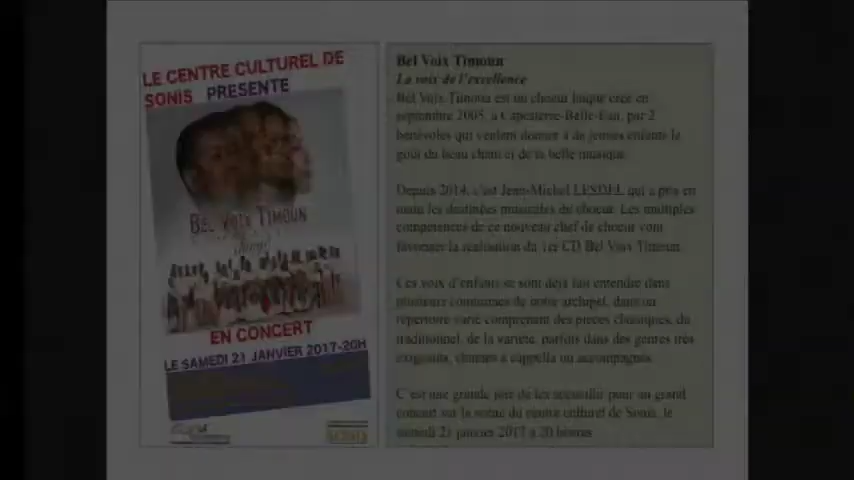 LE CENTRE CULTUREL DE
SONIS PRESENTE
BEL VOIX TIMOUN
EN CONCERT
LE SAMEDI 21 JANVIER 2017-20H
SONIS
Bel Voix Timoun
La voix de l'excellence
Bel Voix Timoun est un choeur laïque créé en
septembre 2005, à Capesterre-Belle-Eau, par 2
bénévoles qui veulent donner à de jeunes enfants le
goût du beau chant et de la belle musique.
Depuis 2014, c'est Jean-Michel LESDEL qui a pris en
main les destinées musicales du choeur. Les multiples
compétences de ce nouveau chef de choeur vont
favoriser la réalisation du 1er CD Bel Voix Timoun.
Ces voix d'enfants se sont déjà fait entendre dans
plusieurs communes de notre archipel, dans un
répertoire varié comprenant des pièces classiques, du
traditionnel, de la variété, parfois dans des genres très
exigeants, chantés a cappella ou accompagnés.
C'est une grande joie de les accueillir pour un grand
concert sur la scène du centre culturel de Sonis, le
samedi 21 janvier 2017 à 20 heures